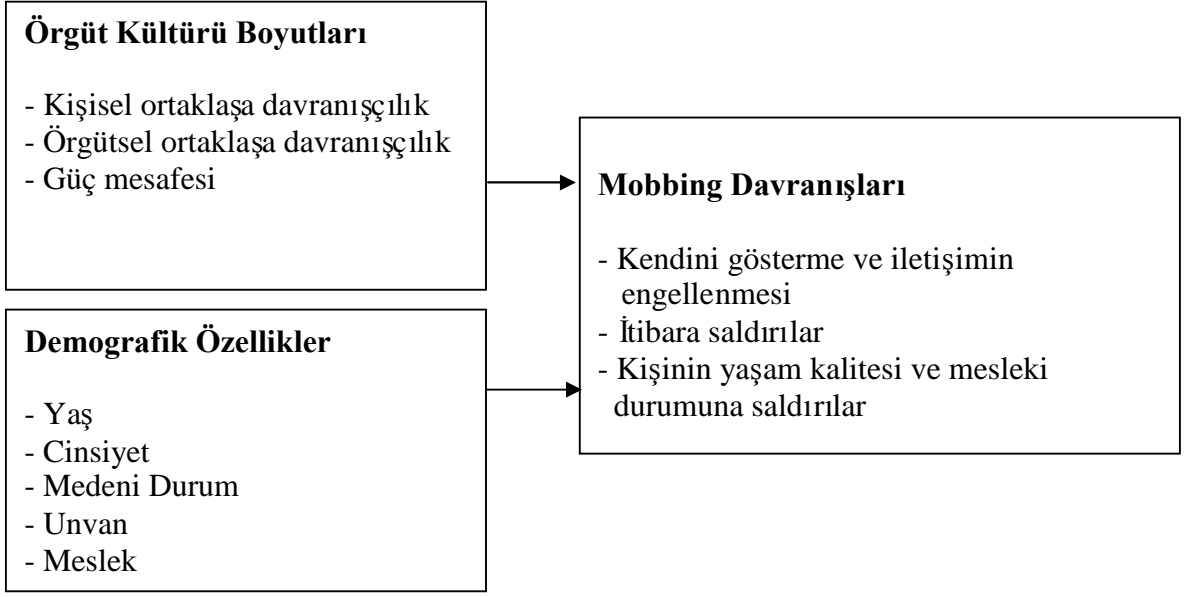 Örgüt Kültürü Boyutları
- Kişisel ortaklaşa davranışçılık
- Örgütsel ortaklaşa davranışçılık
- Güç mesafesi
Demografik Özellikler
- Yaş
- Cinsiyet
- Medeni Durum
- Unvan
- Meslek
Mobbing Davranışları
- Kendini gösterme ve iletişimin
engellenmesi
- İtibara saldırılar
- Kişinin yaşam kalitesi ve mesleki
durumuna saldırılar